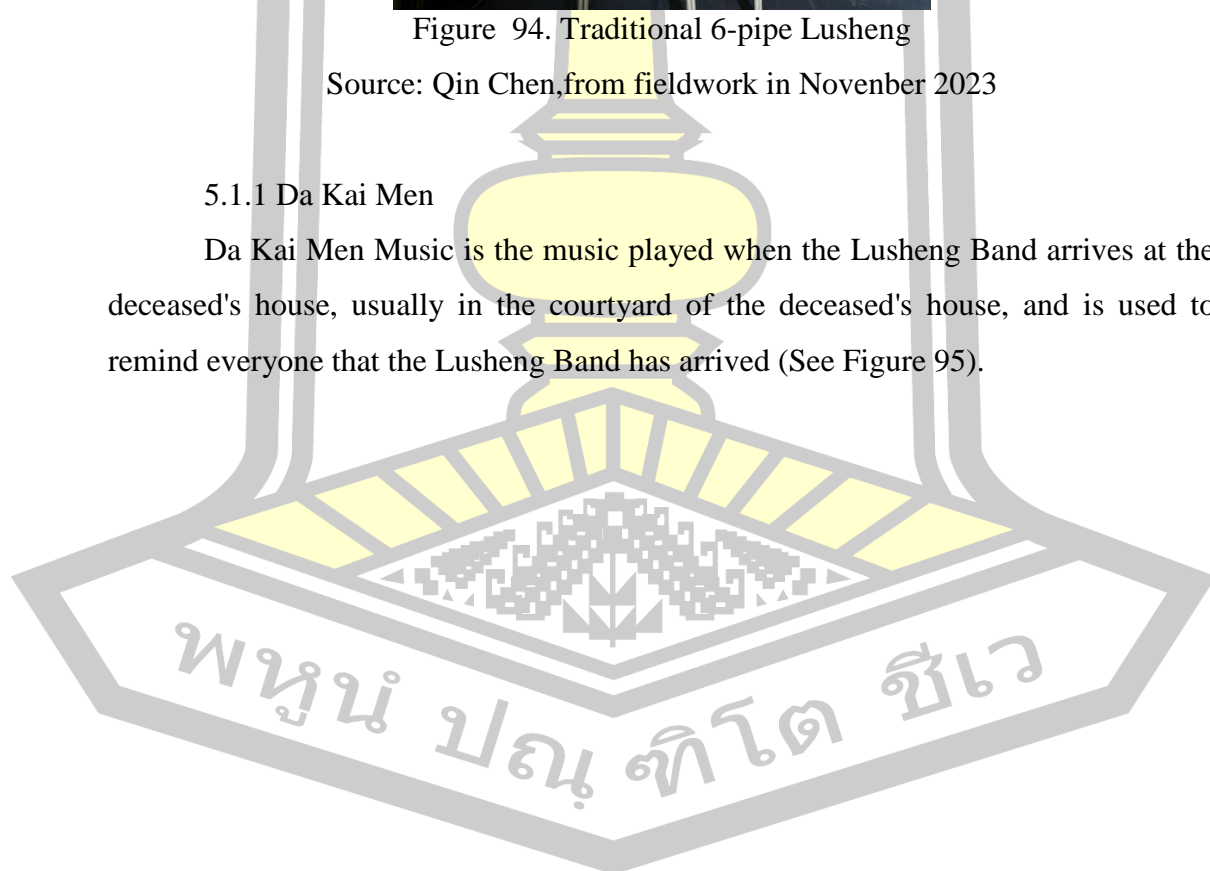 Figure 94. Traditional 6-pipe Lusheng
Source: Qin Chen,from fieldwork in Novenber 2023
5.1.1 Da Kai Men
Da Kai Men Music is the music played when the Lusheng Band arrives at the
deceased's house, usually in the courtyard of the deceased's house, and is used to
remind everyone that the Lusheng Band has arrived (See Figure 95).
พหูนํ ปณฺฑิโต ชีเว